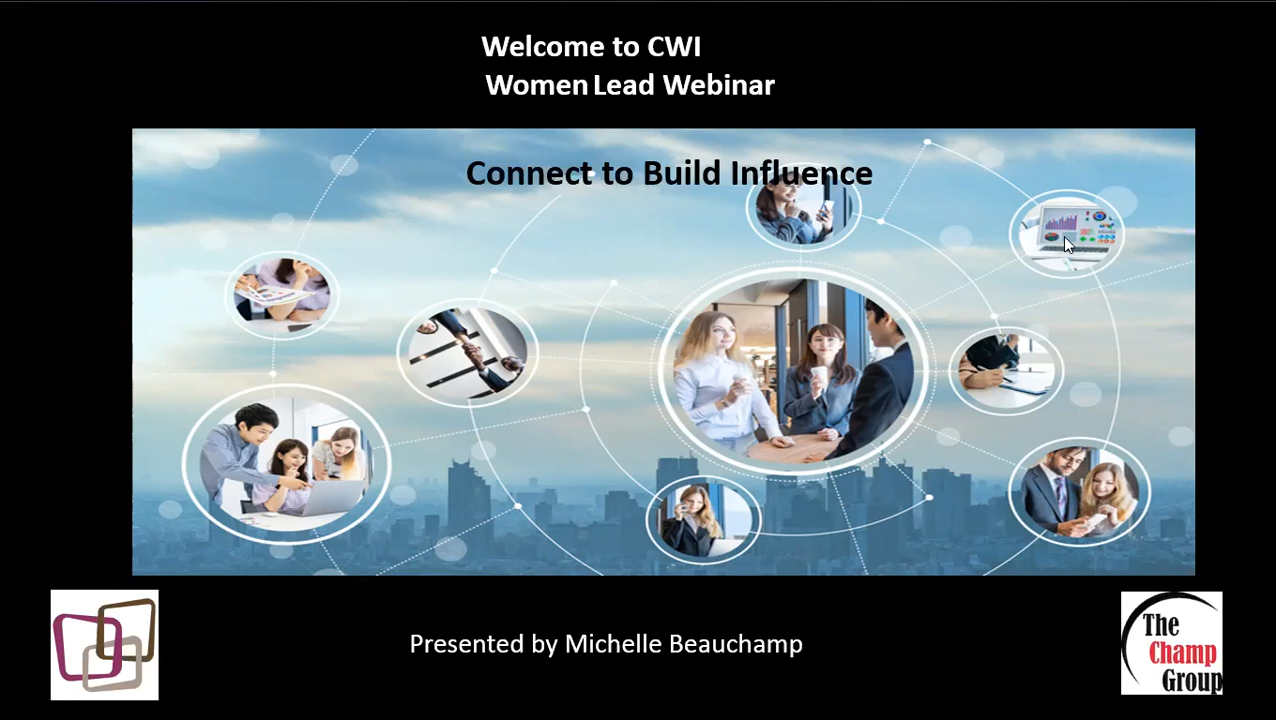 Welcome to CWI
Women Lead Webinar
Connect to Build Influence
Presented by Michelle Beauchamp
The
Champ
Group